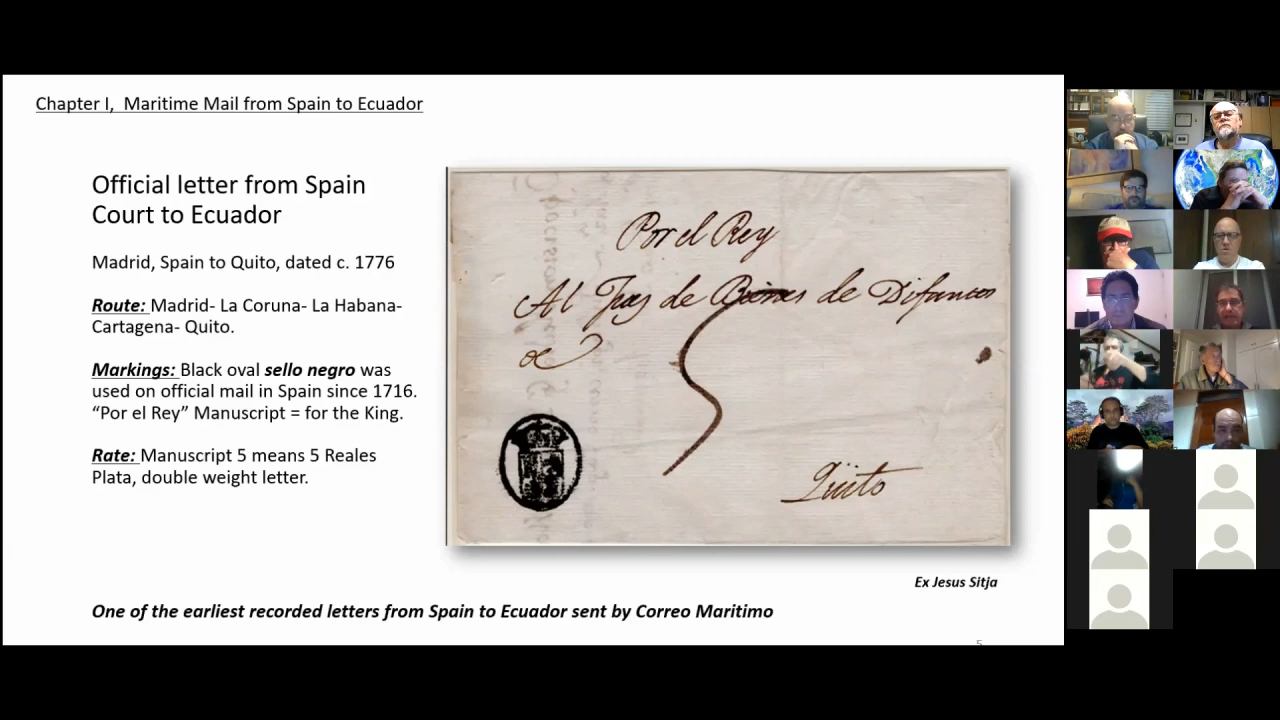 Chapter I,  Maritime Mail from Spain to Ecuador
Official letter from Spain
Court to Ecuador
Madrid, Spain to Quito, dated c. 1776
Route: Madrid- La Coruna- La Habana-
Cartagena- Quito.
Markings: Black oval sello negro was
used on official mail in Spain since 1716.
“Por el Rey” Manuscript = for the King.
Rate: Manuscript 5 means 5 Reales
Plata, double weight letter.
Por el Rey
Al Juez de Bienes de Difuntos
de
5
Quito
Ex Jesus Sitja
One of the earliest recorded letters from Spain to Ecuador sent by Correo Maritimo